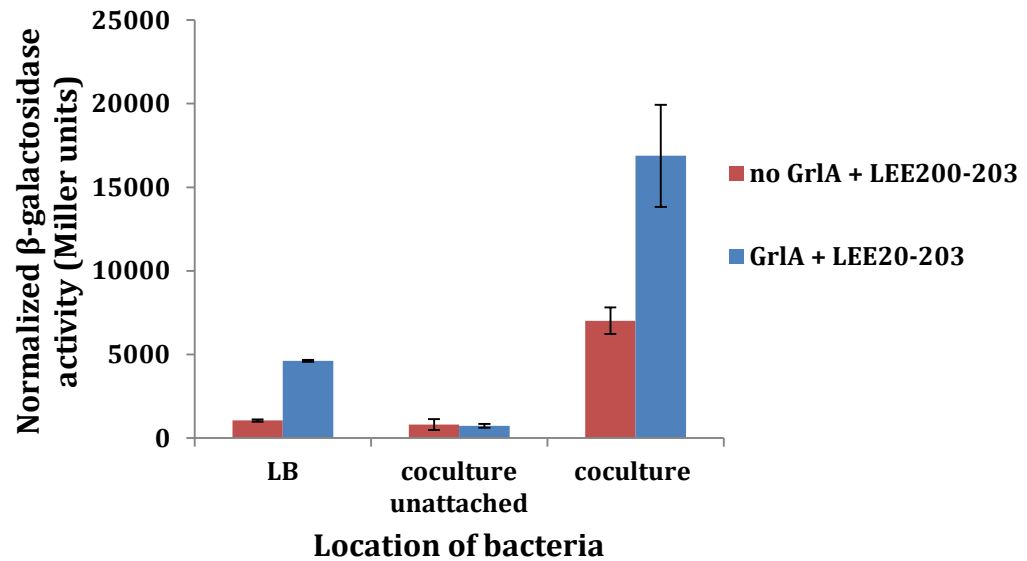 Normalized β-galactosidase
activity (Miller units)
25000
20000
15000
10000
5000
0
LB
coculture
unattached
coculture
Location of bacteria
no GrlA + LEE200-203
GrlA + LEE20-203